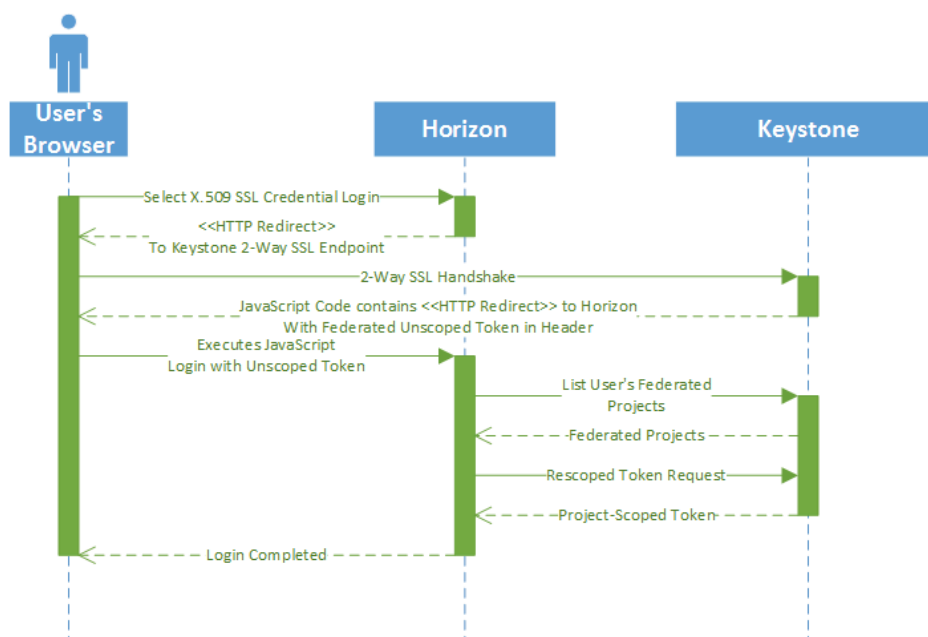 User's
Browser
Horizon
Keystone
Select X.509 SSL Credential Login
<<HTTP Redirect>>
To Keystone 2-Way SSL Endpoint
2-Way SSL Handshake
JavaScript Code contains <<HTTP Redirect>> to Horizon
With Federated Unscoped Token in Header
Executes JavaScript
Login with Unscoped Token
List User's Federated
Projects
Federated Projects
Rescoped Token Request
Project-Scoped Token
Login Completed